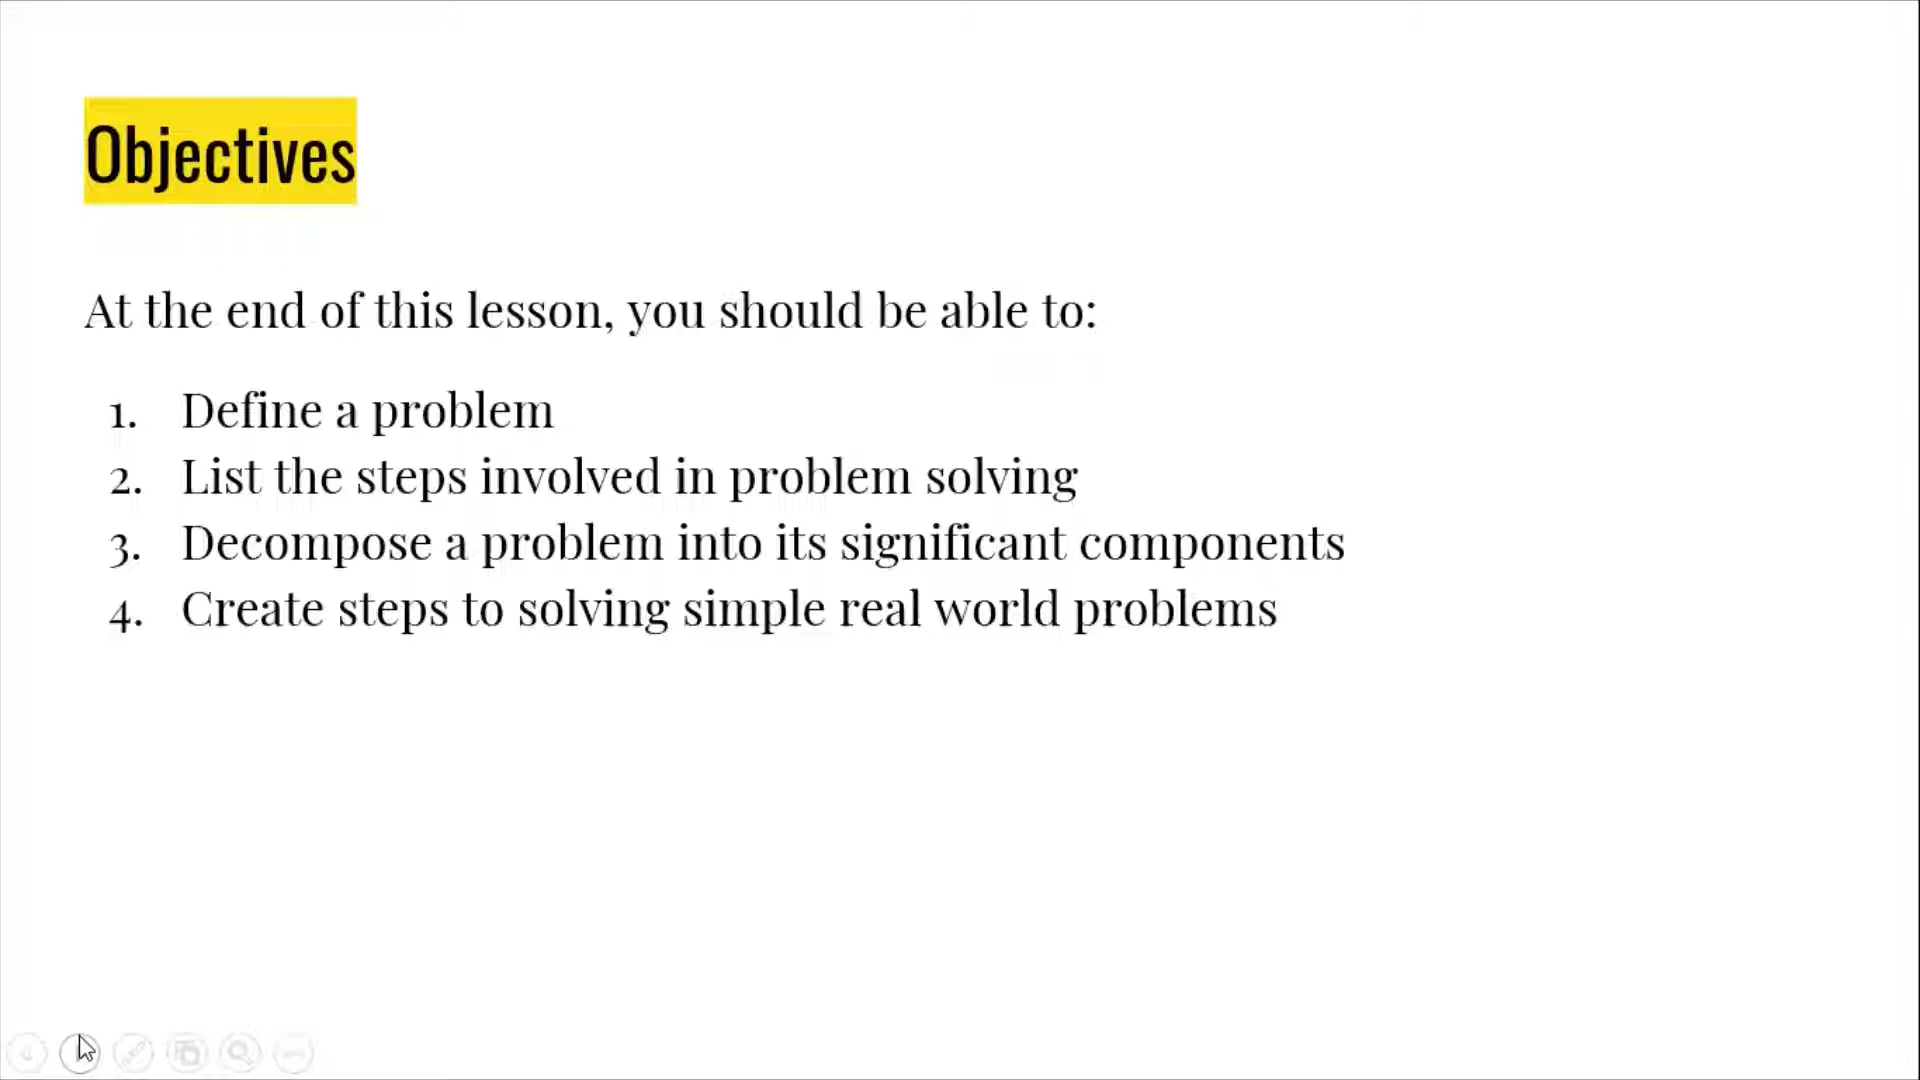 Objectives
At the end of this lesson, you should be able to:
1. Define a problem
2. List the steps involved in problem solving
3. Decompose a problem into its significant components
4. Create steps to solving simple real world problems